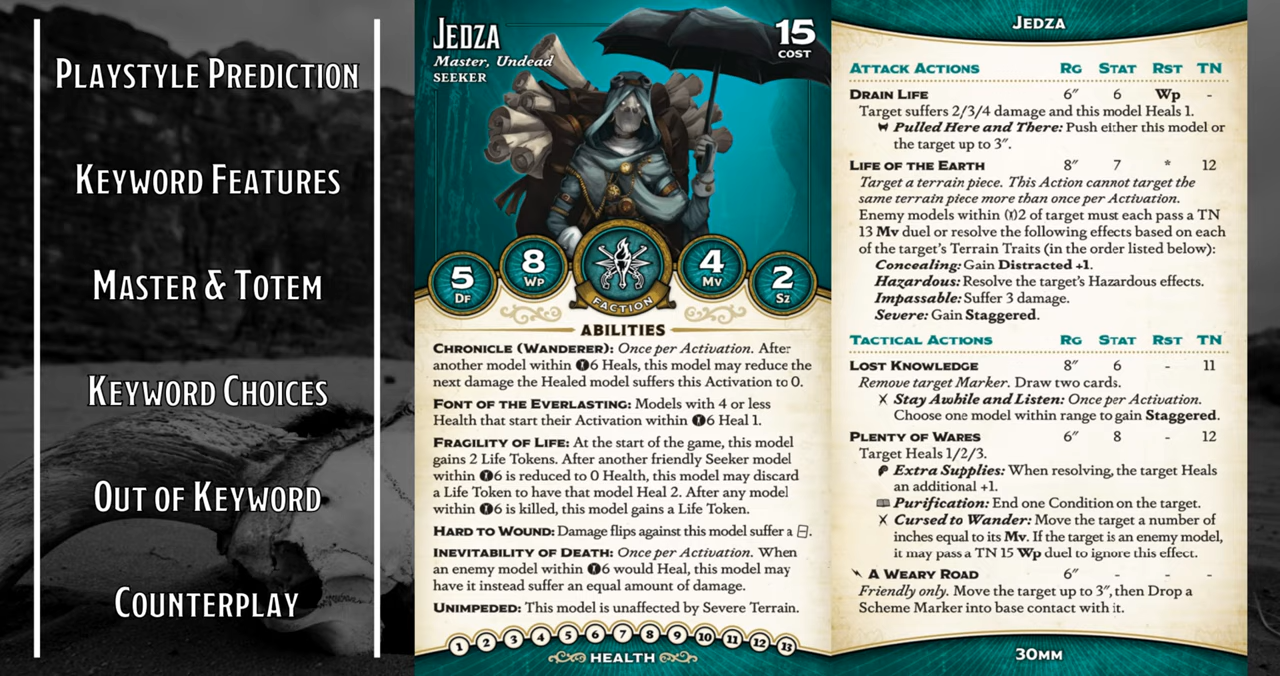 PLAYSTYLE PREDICTION
KEYWORD FEATURES
MASTER & TOTEM
KEYWORD CHOICES
OUT OF KEYWORD
COUNTERPLAY
JEDZA
Master, Undead
SEEKER
15
COST
5
DF
8
WP
FACTION
4
MV
2
SZ
ABILITIES
CHRONICLE (WANDERER): Once per Activation. After
another model within 6 Heals, this model may reduce the
next damage the Healed model suffers this Activation to 0.
FONT OF THE EVERLASTING: Models with 4 or less
Health that start their Activation within 6 Heal 1.
FRAGILITY OF LIFE: At the start of the game, this model
gains 2 Life Tokens. After another friendly Seeker model
within 6 is reduced to 0 Health, this model may discard
a Life Token to have that model Heal 2. After any model
within 6 is killed, this model gains a Life Token.
HARD TO WOUND: Damage flips against this model suffer a ⊟.
INEVITABILITY OF DEATH: Once per Activation. When
an enemy model within 6 would Heal, this model may
have it instead suffer an equal amount of damage.
UNIMPEDED: This model is unaffected by Severe Terrain.
1 2 3 4 5 6 7 8 9 10 11 12 13
HEALTH
JEDZA
ATTACK ACTIONS RG STAT RST TN
DRAIN LIFE 6" 6 Wp -
Target suffers 2/3/4 damage and this model Heals 1.
Pulled Here and There: Push either this model or
the target up to 3".
LIFE OF THE EARTH 8" 7 * 12
Target a terrain piece. This Action cannot target the
same terrain piece more than once per Activation.
Enemy models within 2 of target must each pass a TN
13 Mv duel or resolve the following effects based on each
of the target's Terrain Traits (in the order listed below):
Concealing: Gain Distracted +1.
Hazardous: Resolve the target's Hazardous effects.
Impassable: Suffer 3 damage.
Severe: Gain Staggered.
TACTICAL ACTIONS RG STAT RST TN
LOST KNOWLEDGE 8" 6 - 11
Remove target Marker. Draw two cards.
Stay Awhile and Listen: Once per Activation.
Choose one model within range to gain Staggered.
PLENTY OF WARES 6" 8 - 12
Target Heals 1/2/3.
Extra Supplies: When resolving, the target Heals
an additional +1.
Purification: End one Condition on the target.
Cursed to Wander: Move the target a number of
inches equal to its Mv. If the target is an enemy model,
it may pass a TN 15 Wp duel to ignore this effect.
A WEARY ROAD 6" - - -
Friendly only. Move the target up to 3", then Drop a
Scheme Marker into base contact with it.
30MM